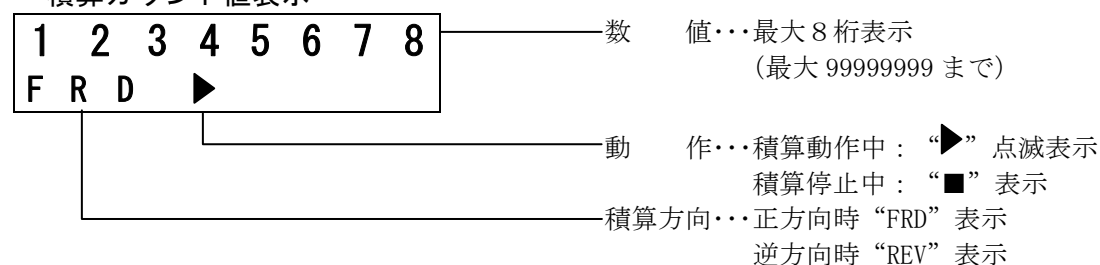 積算カウント値表示
1 2 3 4 5 6 7 8
F R D ▶
数 値･･･最大８桁表示
(最大 99999999 まで)
動 作･･･積算動作中：“▶”点滅表示
積算停止中：“■”表示
積算方向･･･正方向時“FRD”表示
逆方向時“REV”表示